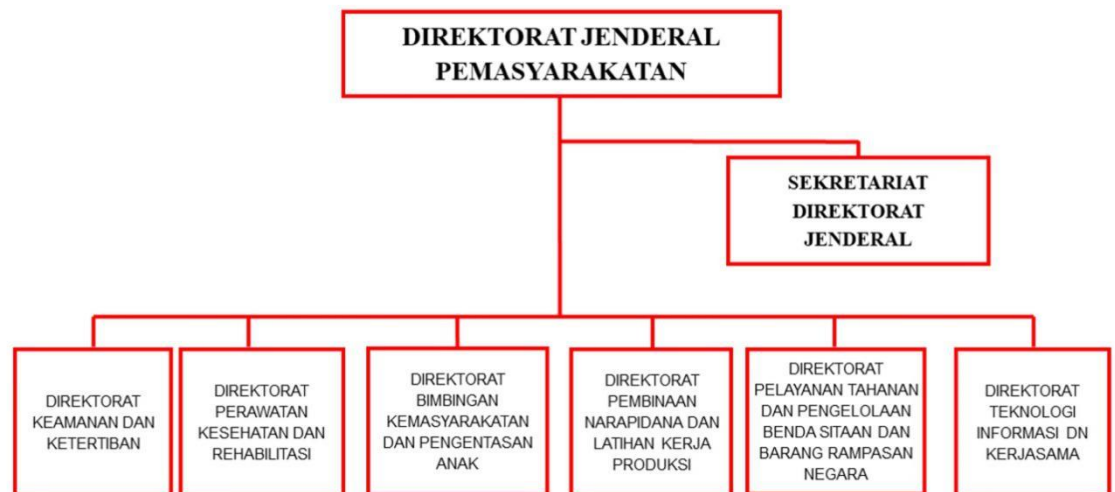 DIREKTORAT JENDERAL
PEMASYARAKATAN
SEKRETARIAT
DIREKTORAT
JENDERAL
DIREKTORAT
KEAMANAN DAN
KETERTIBAN
DIREKTORAT
PERAWATAN
KESEHATAN DAN
REHABILITASI
DIREKTORAT
BIMBINGAN
KEMASYARAKATAN
DAN PENGENTASAN
ANAK
DIREKTORAT
PEMBINAAN
NARAPIDANA DAN
LATIHAN KERJA
PRODUKSI
DIREKTORAT
PELAYANAN TAHANAN
DAN PENGELOLAAN
BENDA SITAAN DAN
BARANG RAMPASAN
NEGARA
DIREKTORAT
TEKNOLOGI
INFORMASI DN
KERJASAMA